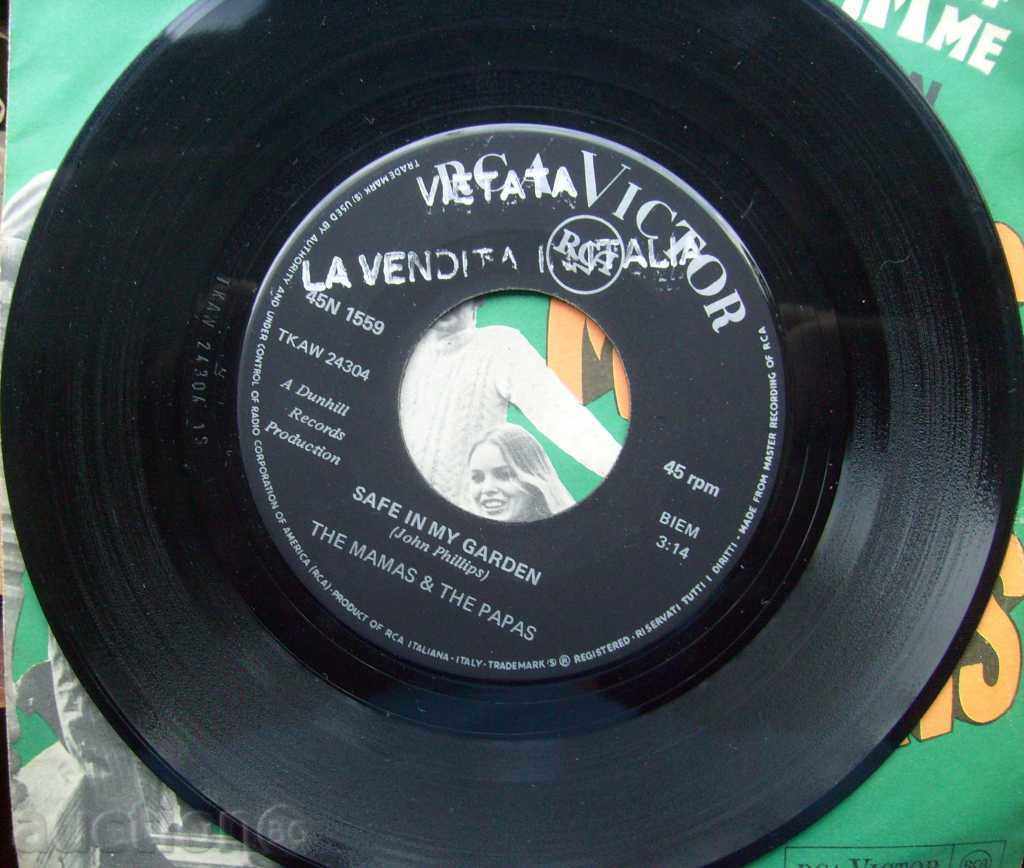 RCA VICTOR
VIETATA
LA VENDITA IN ITALIA
RCA
45N 1559
TKAW 24304
A Dunhill
Records
Production
45 rpm
BIEM
3:14
SAFE IN MY GARDEN
(John Phillips)
THE MAMAS & THE PAPAS
TRADEMARK (S) USED BY AUTHORITY AND UNDER CONTROL OF RADIO CORPORATION OF AMERICA (RCA) · PRODUCT OF RCA ITALIANA · ITALY · TRADEMARK (S) ® REGISTERED · RISERVATI TUTTI I DIRITTI · MADE FROM MASTER RECORDING OF RCA
TKAW 24304 1S
RCA VICTOR
RCA